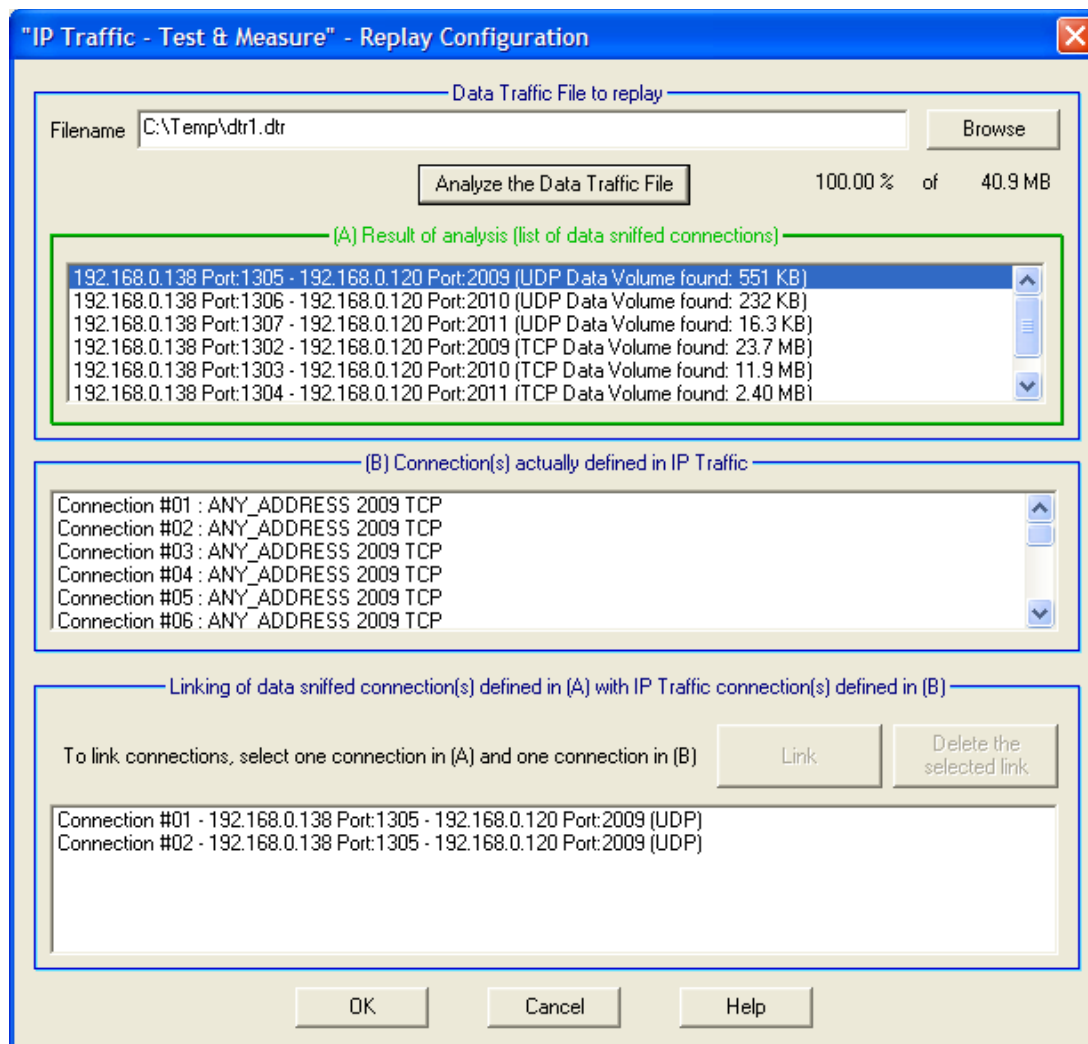 "IP Traffic - Test & Measure" - Replay Configuration
Data Traffic File to replay
Filename C:\Temp\dtr1.dtr Browse
Analyze the Data Traffic File 100.00 % of 40.9 MB
(A) Result of analysis (list of data sniffed connections)
192.168.0.138 Port:1305 - 192.168.0.120 Port:2009 (UDP Data Volume found: 551 KB)
192.168.0.138 Port:1306 - 192.168.0.120 Port:2010 (UDP Data Volume found: 232 KB)
192.168.0.138 Port:1307 - 192.168.0.120 Port:2011 (UDP Data Volume found: 16.3 KB)
192.168.0.138 Port:1302 - 192.168.0.120 Port:2009 (TCP Data Volume found: 23.7 MB)
192.168.0.138 Port:1303 - 192.168.0.120 Port:2010 (TCP Data Volume found: 11.9 MB)
192.168.0.138 Port:1304 - 192.168.0.120 Port:2011 (TCP Data Volume found: 2.40 MB)
(B) Connection(s) actually defined in IP Traffic
Connection #01 : ANY_ADDRESS 2009 TCP
Connection #02 : ANY_ADDRESS 2009 TCP
Connection #03 : ANY_ADDRESS 2009 TCP
Connection #04 : ANY_ADDRESS 2009 TCP
Connection #05 : ANY_ADDRESS 2009 TCP
Connection #06 : ANY_ADDRESS 2009 TCP
Linking of data sniffed connection(s) defined in (A) with IP Traffic connection(s) defined in (B)
To link connections, select one connection in (A) and one connection in (B) Link
Delete the
selected link
Connection #01 - 192.168.0.138 Port:1305 - 192.168.0.120 Port:2009 (UDP)
Connection #02 - 192.168.0.138 Port:1305 - 192.168.0.120 Port:2009 (UDP)
OK Cancel Help